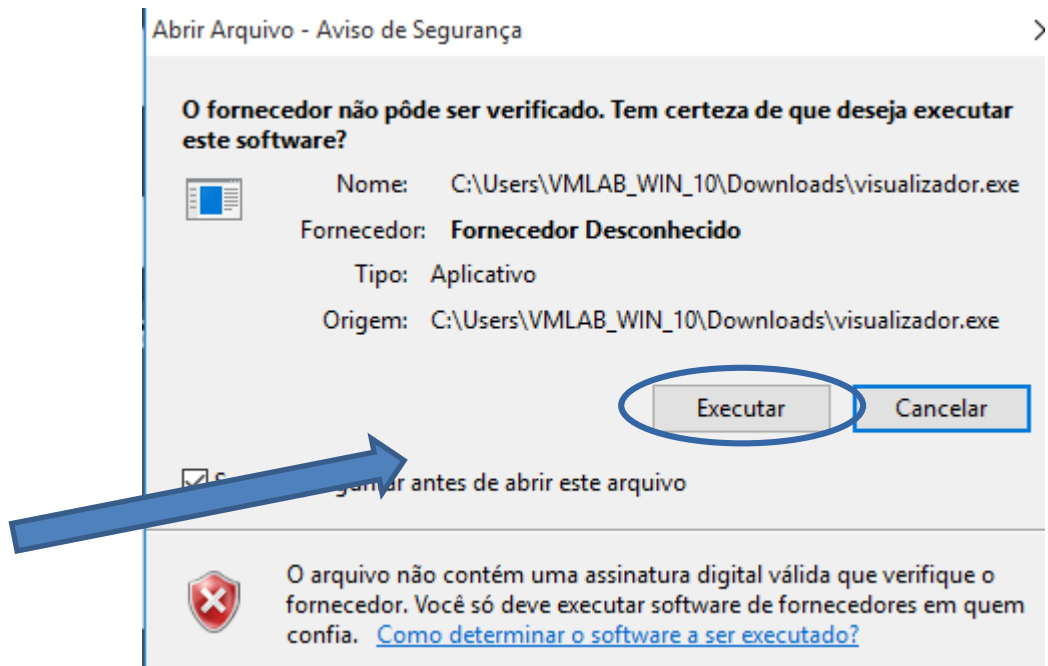 Abrir Arquivo - Aviso de Segurança
O fornecedor não pôde ser verificado. Tem certeza de que deseja executar
este software?
Nome: C:\Users\VMLAB_WIN_10\Downloads\visualizador.exe
Fornecedor: Fornecedor Desconhecido
Tipo: Aplicativo
Origem: C:\Users\VMLAB_WIN_10\Downloads\visualizador.exe
Executar Cancelar
antes de abrir este arquivo
O arquivo não contém uma assinatura digital válida que verifique o
fornecedor. Você só deve executar software de fornecedores em quem
confia. Como determinar o software a ser executado?